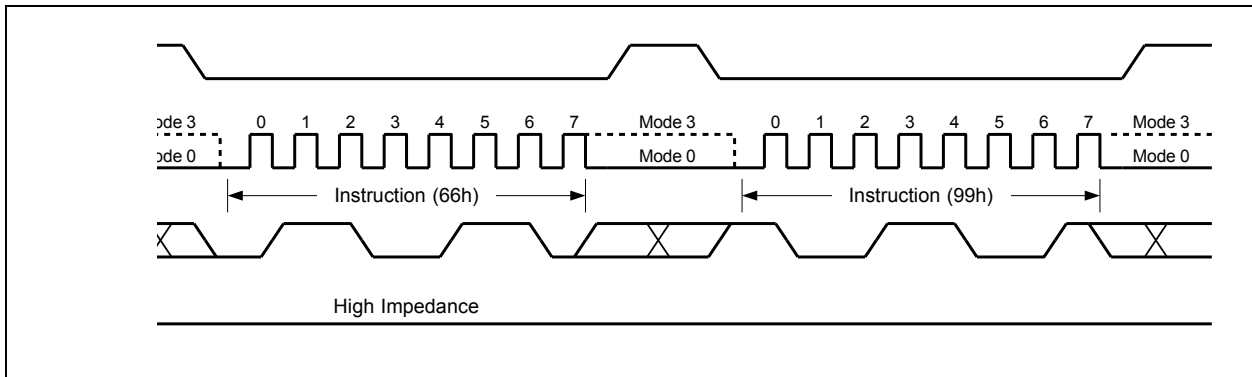 0 1 2 3 4 5 6 7 Mode 3 0 1 2 3 4 5 6 7 Mode 3
ode 3
ode 0 Mode 0 Mode 0
Instruction (66h) Instruction (99h)
High Impedance